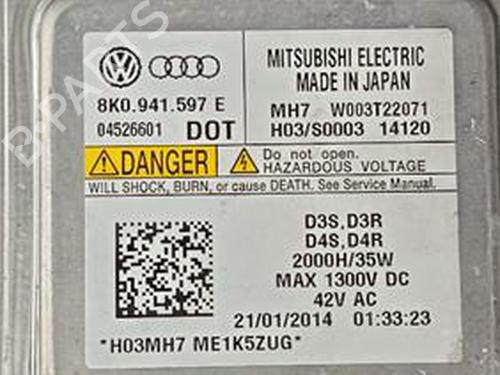 B-PARTS
MITSUBISHI ELECTRIC
MADE IN JAPAN
8K0.941.597 E
MH7 W003T22071
04526601 DOT
H03/S0003 14120
DANGER
Do not open.
HAZARDOUS VOLTAGE
WILL SHOCK, BURN, or cause DEATH. See Service Manual.
D3S,D3R
D4S,D4R
2000H/35W
MAX 1300V DC
42V AC
21/01/2014 01:33:23
*H03MH7 ME1K5ZUG*